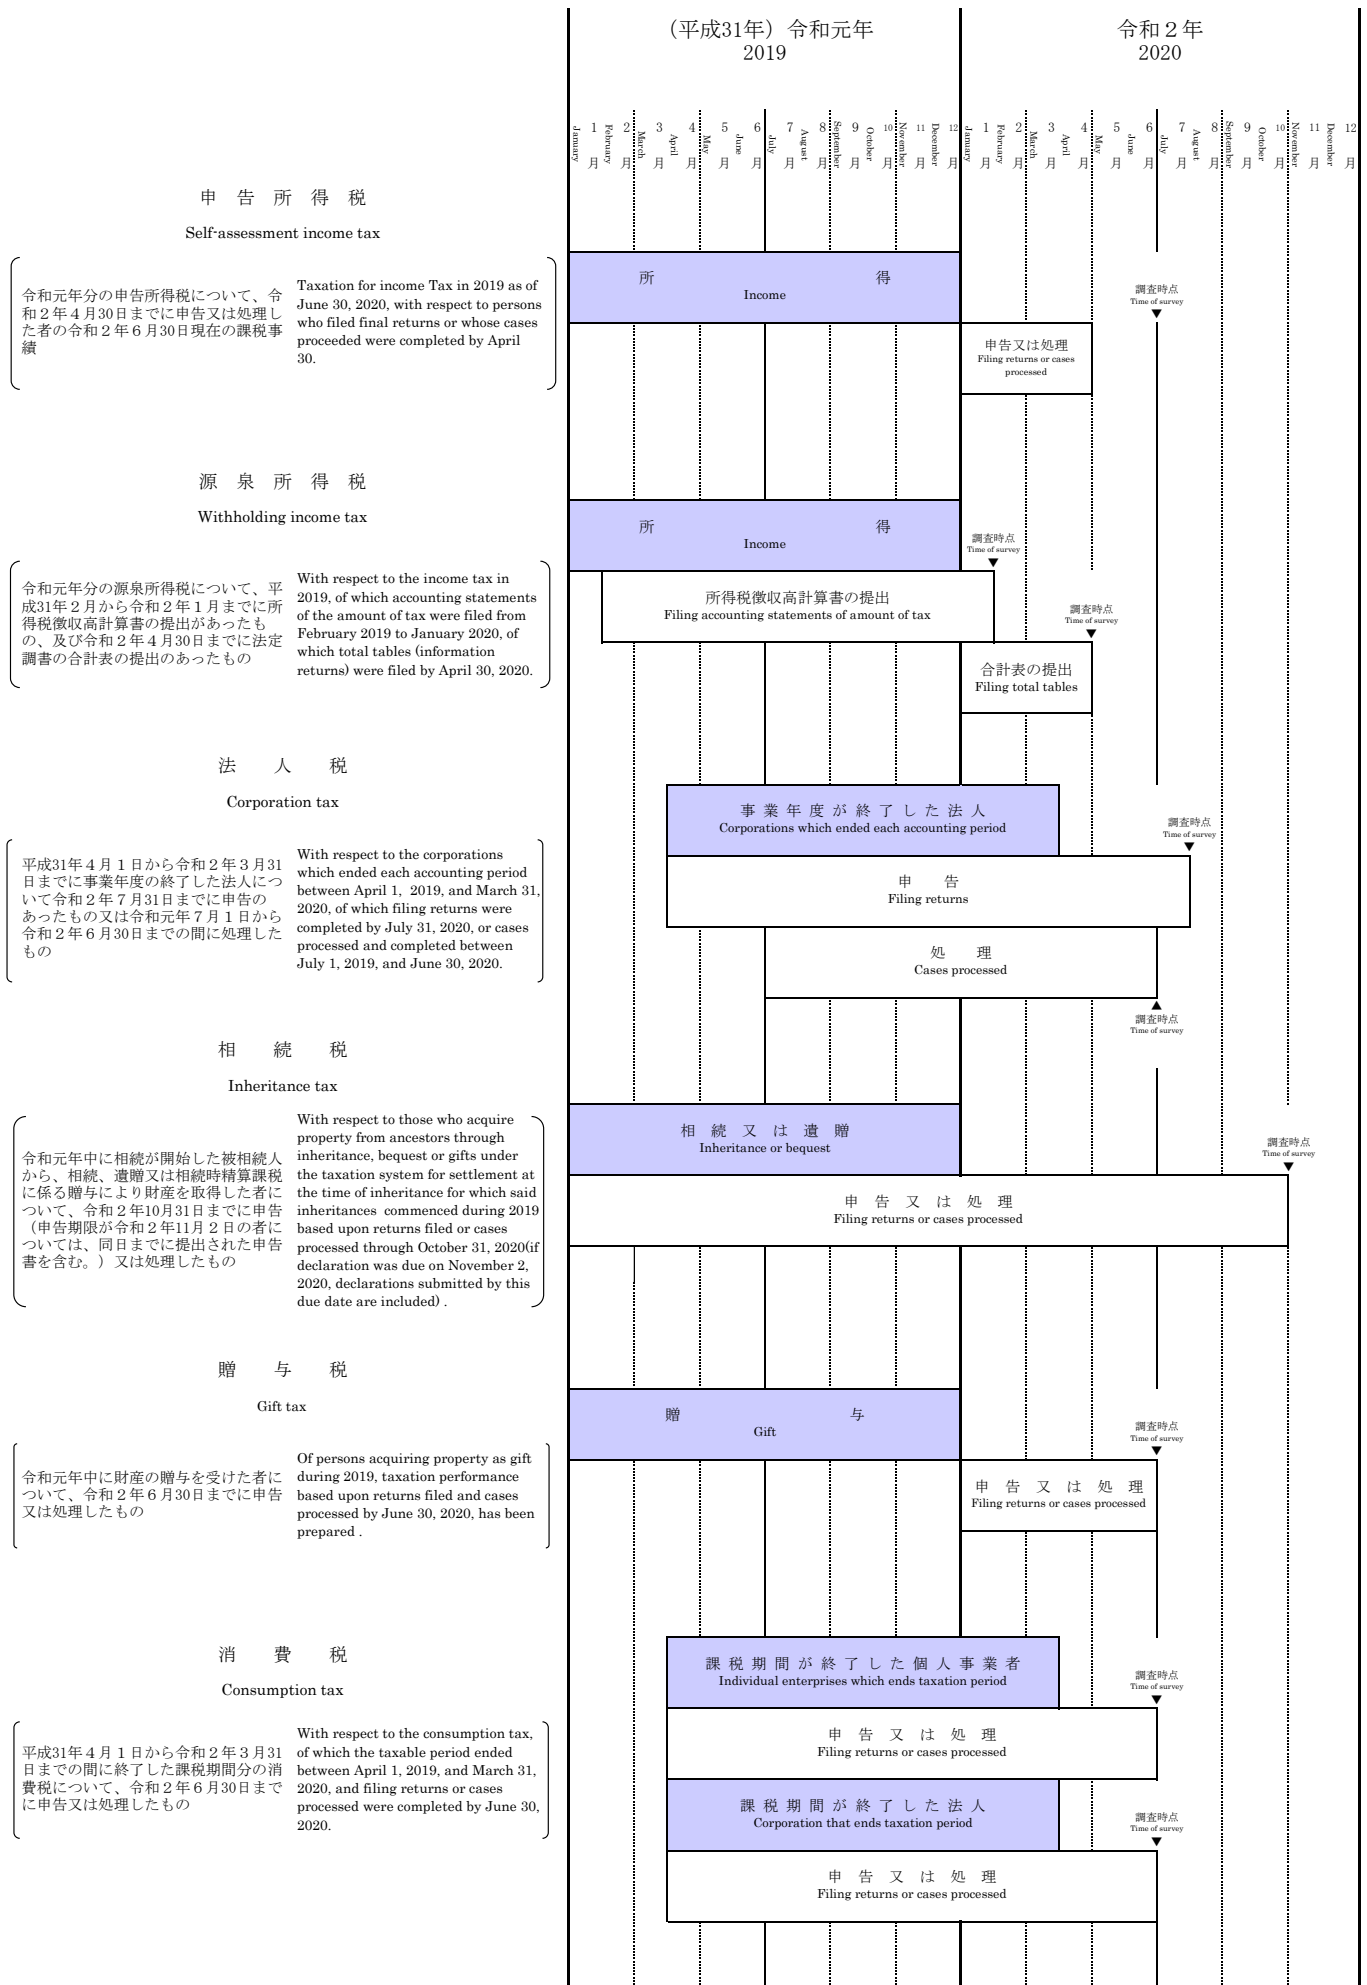 （平成31年）令和元年
2019
令和２年
2020
January 1月 February 2月 March 3月 April 4月 May 5月 June 6月 July 7月 August 8月 September 9月 October 10月 November 11月 December 12月
January 1月 February 2月 March 3月 April 4月 May 5月 June 6月 July 7月 August 8月 September 9月 October 10月 November 11月 December 12月
申 告 所 得 税
Self-assessment income tax
令和元年分の申告所得税について、令
和２年４月30日までに申告又は処理し
た者の令和２年６月30日現在の課税事
績
Taxation for income Tax in 2019 as of
June 30, 2020, with respect to persons
who filed final returns or whose cases
proceeded were completed by April
30.
所 得
Income
調査時点
Time of survey
▼
申告又は処理
Filing returns or cases
processed
源 泉 所 得 税
Withholding income tax
令和元年分の源泉所得税について、平
成31年２月から令和２年１月までに所
得税徴収高計算書の提出があったも
の、及び令和２年４月30日までに法定
調書の合計表の提出のあったもの
With respect to the income tax in
2019, of which accounting statements
of the amount of tax were filed from
February 2019 to January 2020, of
which total tables (information
returns) were filed by April 30, 2020.
所 得
Income
調査時点
Time of survey
▼
所得税徴収高計算書の提出
Filing accounting statements of amount of tax
調査時点
Time of survey
▼
合計表の提出
Filing total tables
法 人 税
Corporation tax
平成31年４月１日から令和２年３月31
日までに事業年度の終了した法人につ
いて令和２年７月31日までに申告の
あったもの又は令和元年７月１日から
令和２年６月30日までの間に処理した
もの
With respect to the corporations
which ended each accounting period
between April 1, 2019, and March 31,
2020, of which filing returns were
completed by July 31, 2020, or cases
processed and completed between
July 1, 2019, and June 30, 2020.
事 業 年 度 が 終 了 し た 法 人
Corporations which ended each accounting period
調査時点
Time of survey
▼
申 告
Filing returns
処 理
Cases processed
▲
調査時点
Time of survey
相 続 税
Inheritance tax
令和元年中に相続が開始した被相続人
から、相続、遺贈又は相続時精算課税
に係る贈与により財産を取得した者に
ついて、令和２年10月31日までに申告
（申告期限が令和２年11月２日の者に
ついては、同日までに提出された申告
書を含む。）又は処理したもの
With respect to those who acquire
property from ancestors through
inheritance, bequest or gifts under
the taxation system for settlement at
the time of inheritance for which said
inheritances commenced during 2019
based upon returns filed or cases
processed through October 31, 2020(if
declaration was due on November 2,
2020, declarations submitted by this
due date are included) .
相 続 又 は 遺 贈
Inheritance or bequest
調査時点
Time of survey
▼
申 告 又 は 処 理
Filing returns or cases processed
贈 与 税
Gift tax
令和元年中に財産の贈与を受けた者に
ついて、令和２年６月30日までに申告
又は処理したもの
Of persons acquiring property as gift
during 2019, taxation performance
based upon returns filed and cases
processed by June 30, 2020, has been
prepared .
贈 与
Gift
調査時点
Time of survey
▼
申 告 又 は 処 理
Filing returns or cases processed
消 費 税
Consumption tax
平成31年４月１日から令和２年３月31
日までの間に終了した課税期間分の消
費税について、令和２年６月30日まで
に申告又は処理したもの
With respect to the consumption tax,
of which the taxable period ended
between April 1, 2019, and March 31,
2020, and filing returns or cases
processed were completed by June 30,
2020.
課 税 期 間 が 終 了 し た 個 人 事 業 者
Individual enterprises which ends taxation period
調査時点
Time of survey
▼
申 告 又 は 処 理
Filing returns or cases processed
課 税 期 間 が 終 了 し た 法 人
Corporation that ends taxation period
調査時点
Time of survey
▼
申 告 又 は 処 理
Filing returns or cases processed